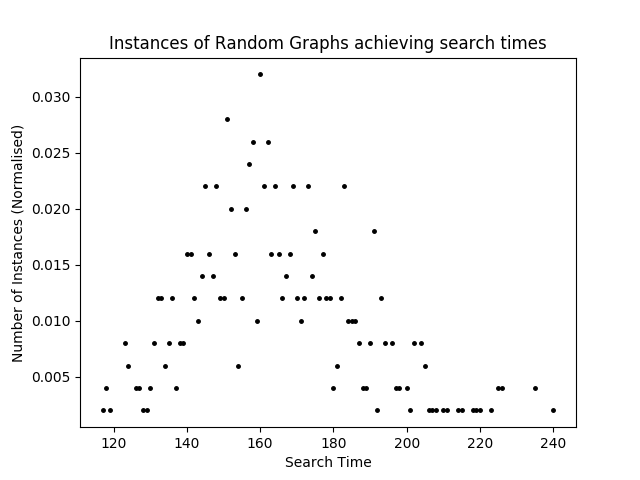 Instances of Random Graphs achieving search times
0.030
0.025
0.020
0.015
0.010
0.005
Number of Instances (Normalised)
120 140 160 180 200 220 240
Search Time